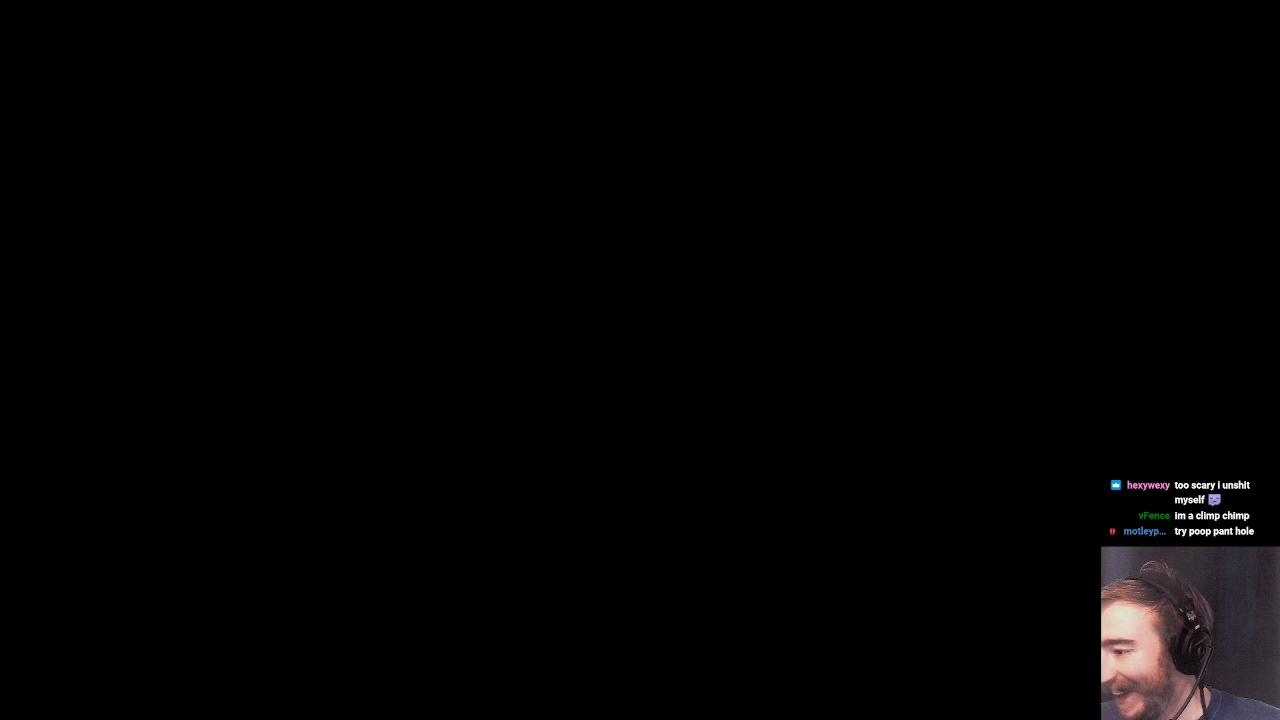 hexywexy too scary i unshit
myself
vFence im a climp chimp
motleyp... try poop pant hole